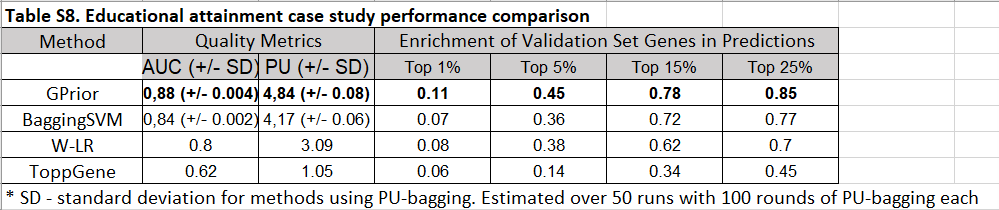 Table S8. Educational attainment case study performance comparison
Method Quality Metrics Enrichment of Validation Set Genes in Predictions
AUC (+/- SD) PU (+/- SD) Top 1% Top 5% Top 15% Top 25%
GPrior 0,88 (+/- 0.004) 4,84 (+/- 0.08) 0.11 0.45 0.78 0.85
BaggingSVM 0,84 (+/- 0.002) 4,17 (+/- 0.06) 0.07 0.36 0.72 0.77
W-LR 0.8 3.09 0.08 0.38 0.62 0.7
ToppGene 0.62 1.05 0.06 0.14 0.34 0.45
* SD - standard deviation for methods using PU-bagging. Estimated over 50 runs with 100 rounds of PU-bagging each